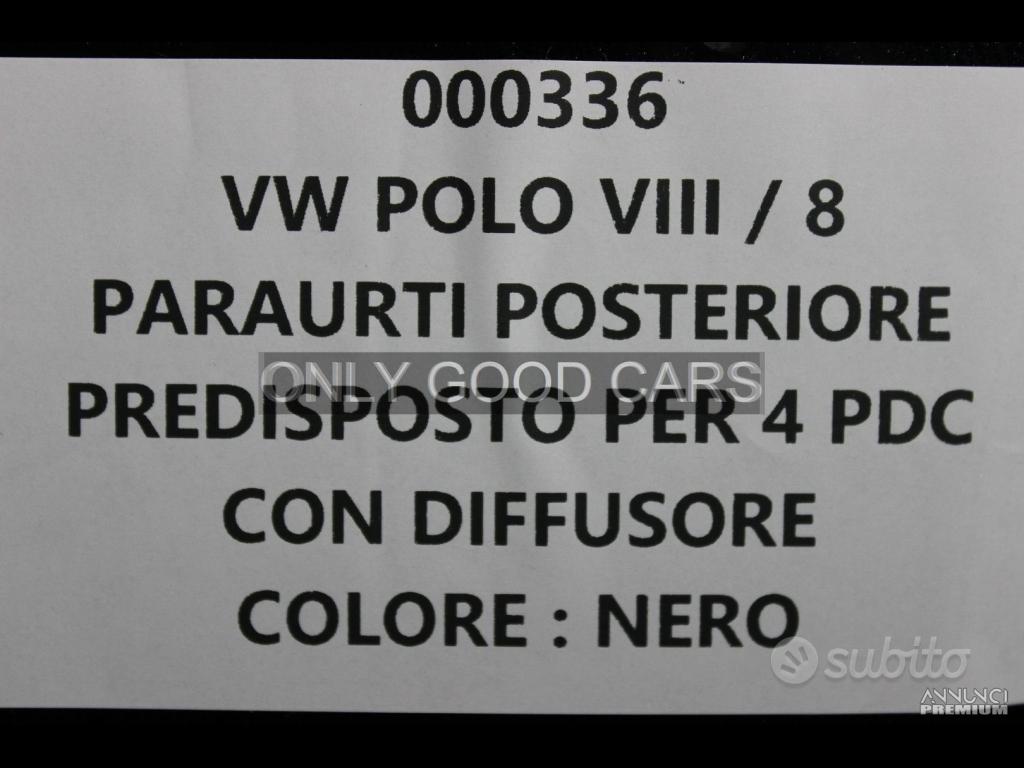 000336
VW POLO VIII / 8
PARAURTI POSTERIORE
ONLY GOOD CARS
PREDISPOSTO PER 4 PDC
CON DIFFUSORE
COLORE : NERO
subito
ANNUNCI
PREMIUM